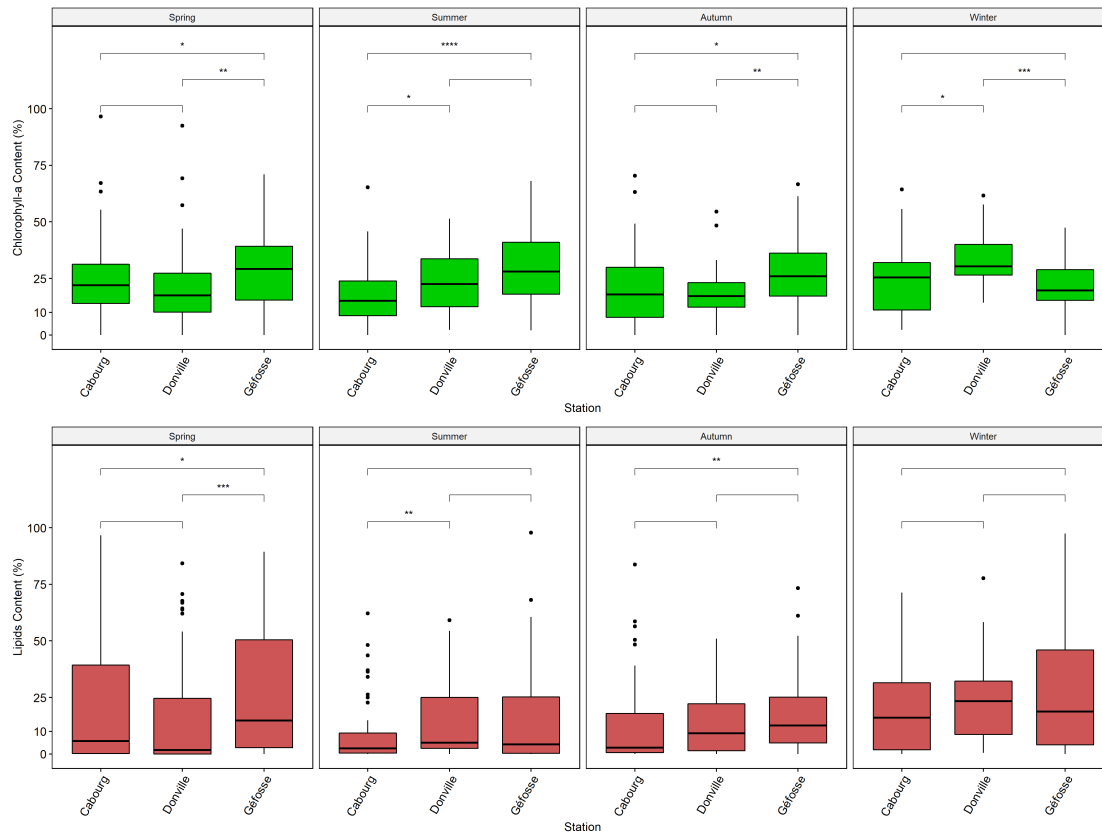 Spring Summer Autumn Winter
* **** * *
** ** ***
*
100
75
50
25
10
0
Chlorophyll-a Content (%)
Cabourg Donville Géfosse Cabourg Donville Géfosse Cabourg Donville Géfosse Cabourg Donville Géfosse
Station
Spring Summer Autumn Winter
* **
***
**
100
75
50
25
10
0
Lipids Content (%)
Cabourg Donville Géfosse Cabourg Donville Géfosse Cabourg Donville Géfosse Cabourg Donville Géfosse
Station